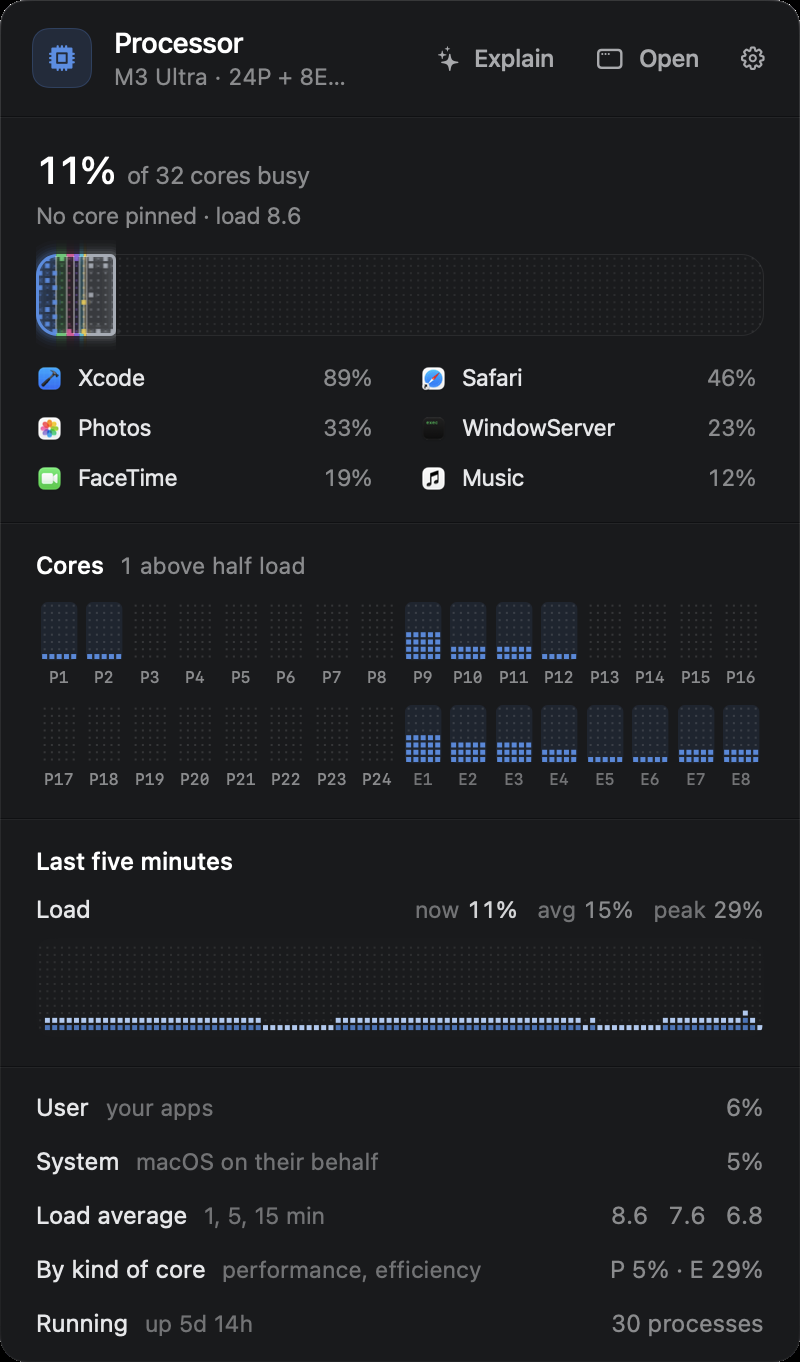 Processor
M3 Ultra · 24P + 8E…
Explain
Open
11% of 32 cores busy
No core pinned · load 8.6
Xcode 89% Safari 46%
Photos 33% WindowServer 23%
FaceTime 19% Music 12%
Cores 1 above half load
P1 P2 P3 P4 P5 P6 P7 P8 P9 P10 P11 P12 P13 P14 P15 P16
P17 P18 P19 P20 P21 P22 P23 P24 E1 E2 E3 E4 E5 E6 E7 E8
Last five minutes
Load now 11% avg 15% peak 29%
User your apps 6%
System macOS on their behalf 5%
Load average 1, 5, 15 min 8.6 7.6 6.8
By kind of core performance, efficiency P 5% · E 29%
Running up 5d 14h 30 processes